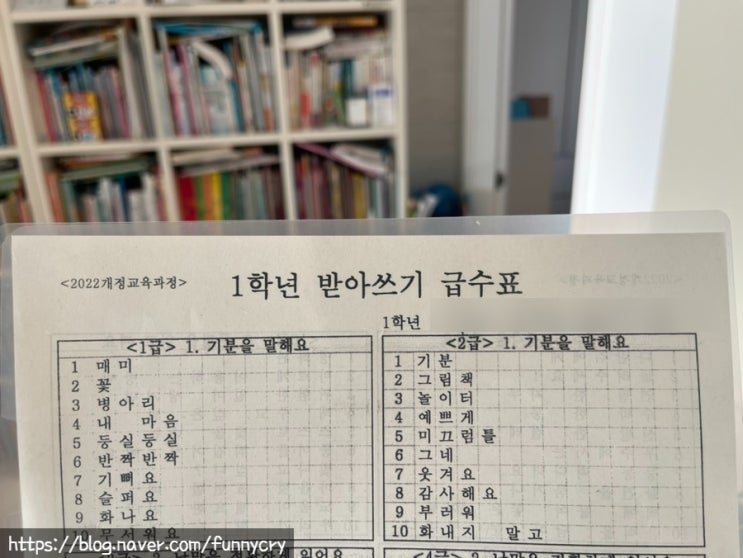 <2022개정교육과정>
1학년 받아쓰기 급수표
1학년
<1급> 1. 기분을 말해요
1 매미
2 꽃
3 병아리
4 내 마음
5 둥실둥실
6 반짝반짝
7 기뻐요
8 슬퍼요
9 화나요
<2급> 1. 기분을 말해요
1 기분
2 그림책
3 놀이터
4 예쁘게
5 미끄럼틀
6 그네
7 웃겨요
8 감사해요
9 부러워
10 화내지 말고
https://blog.naver.com/funnycry